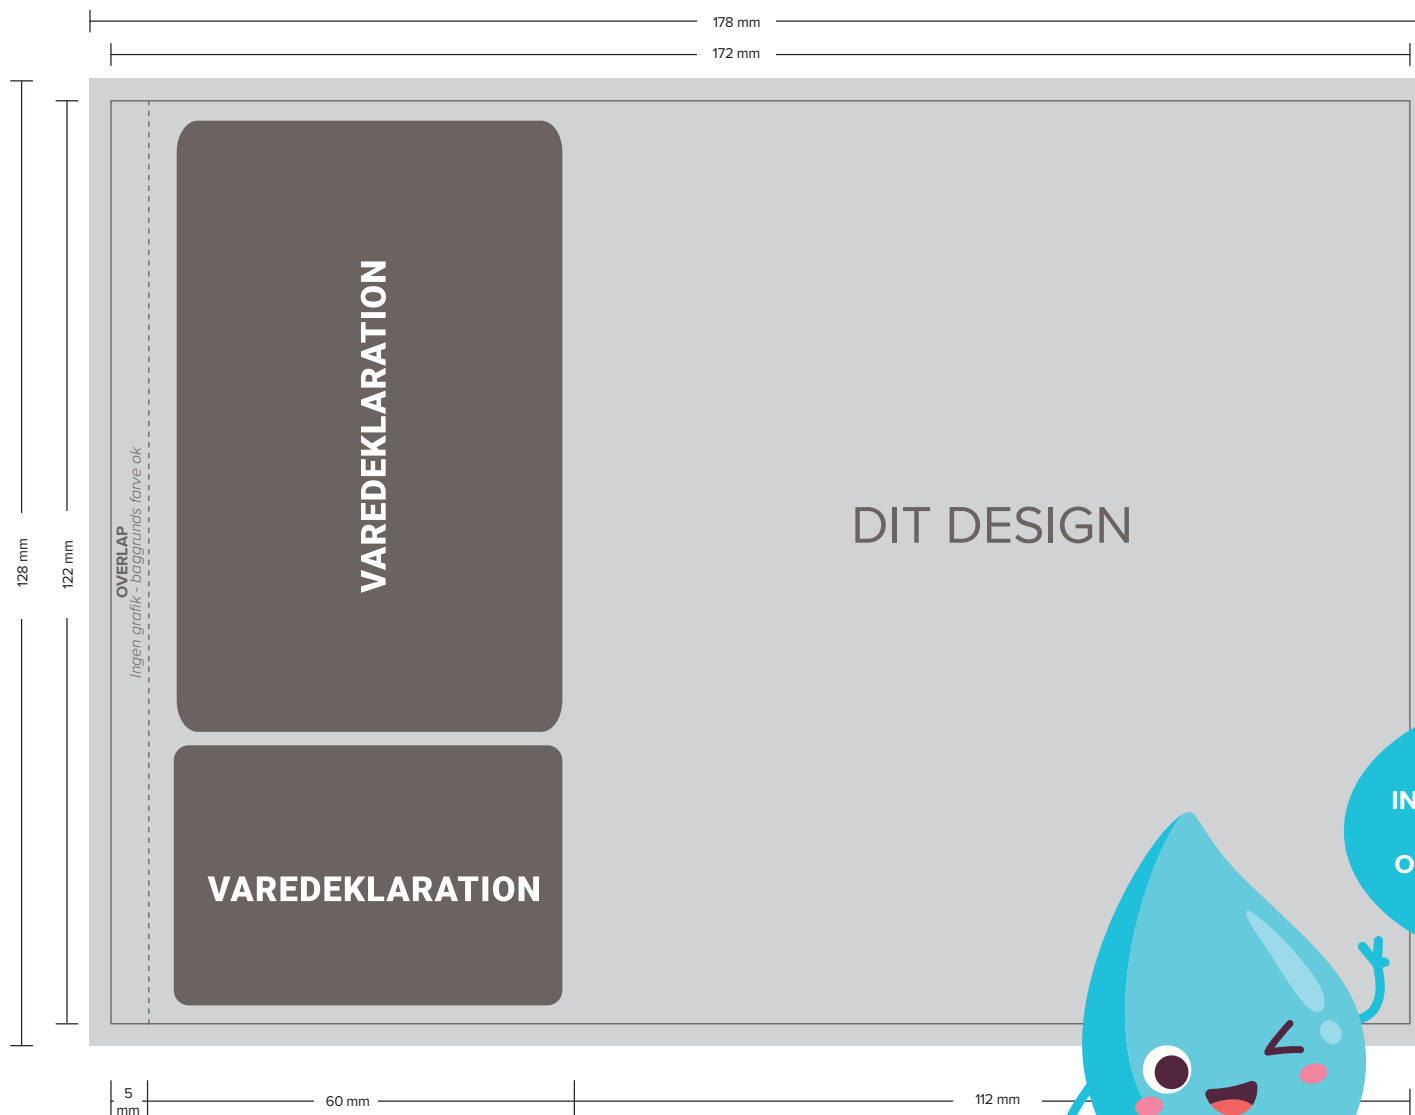 178 mm
172 mm
128 mm
122 mm
OVERLAP
Ingen grafik - baggrunds farve ok
VAREDEKLARATION
DIT DESIGN
VAREDEKLARATION
5
mm
60 mm
112 mm